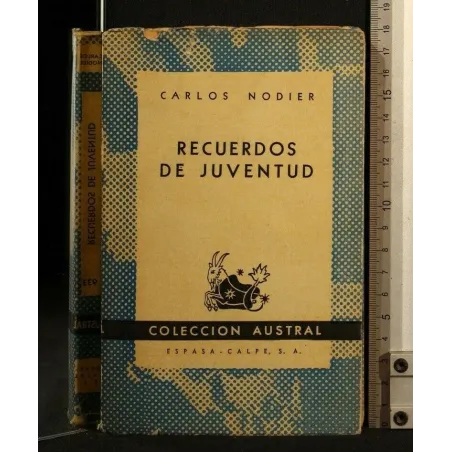 CARLOS NODIER
RECUERDOS
DE JUVENTUD
COLECCION AUSTRAL
ESPASA-CALPE, S. A.
RECUERDOS DE JUVENTUD